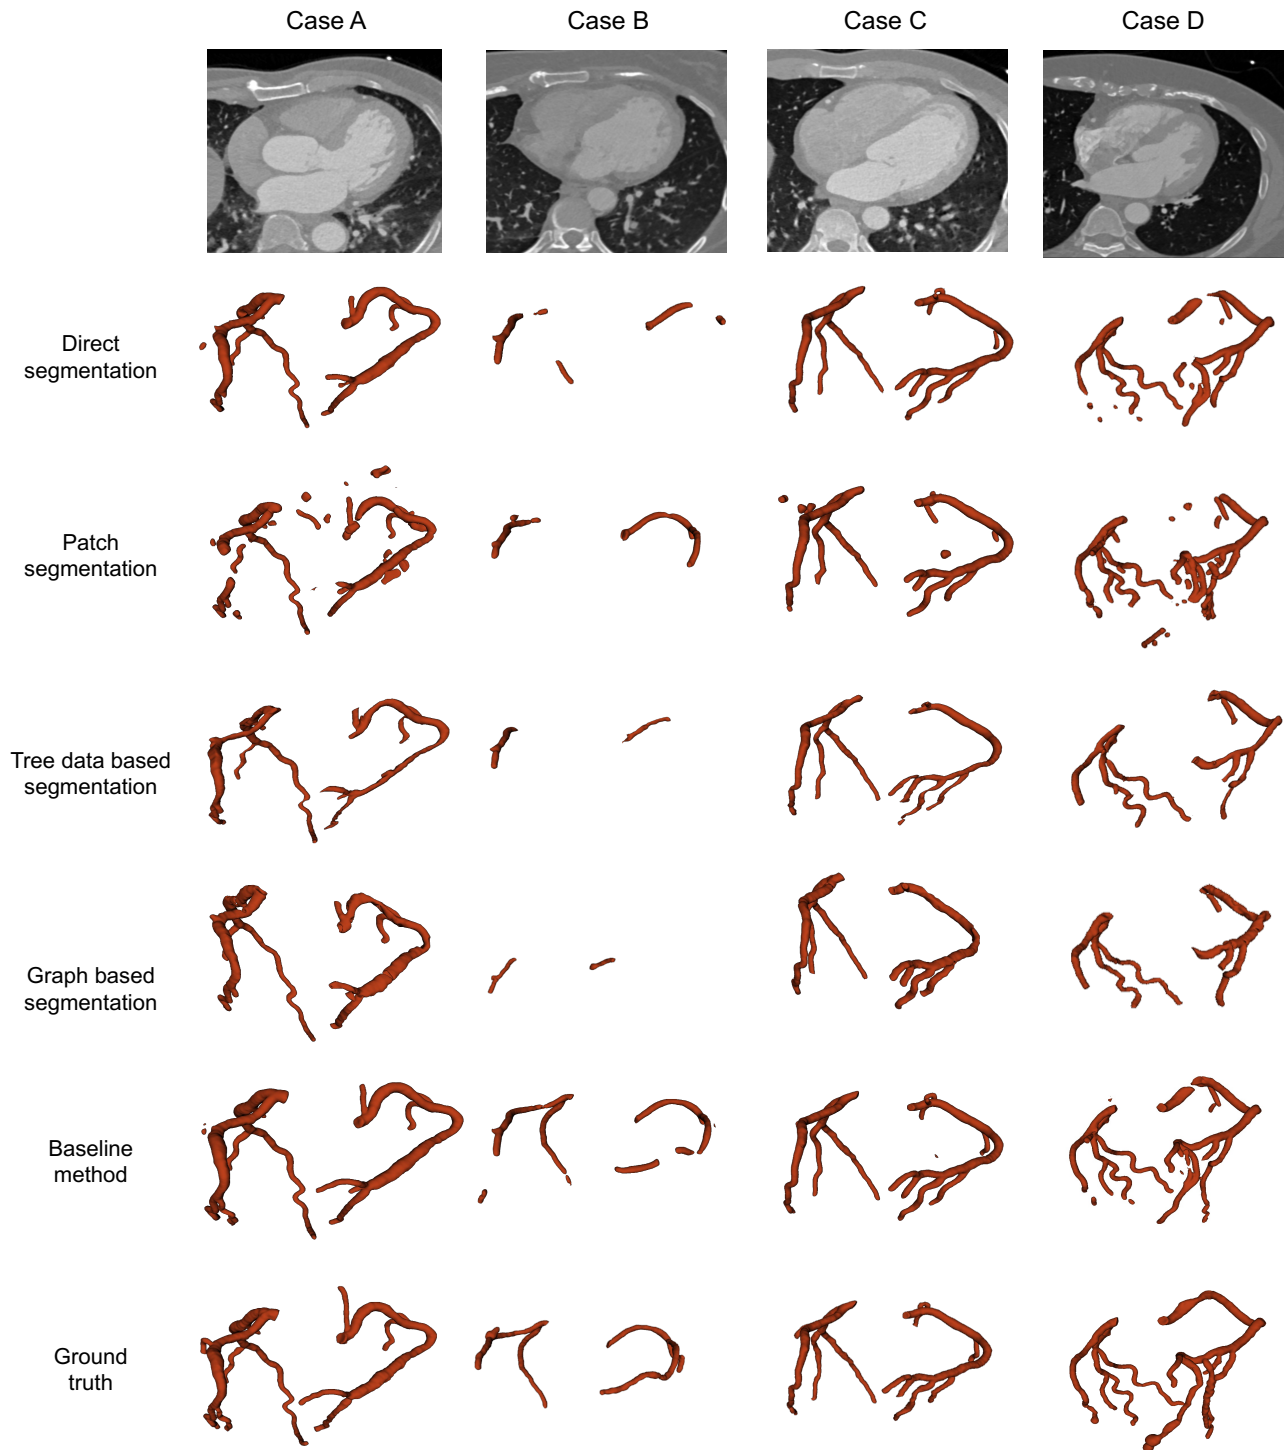 Case A
Case B
Case C
Case D
Direct
segmentation
Patch
segmentation
Tree data based
segmentation
Graph based
segmentation
Baseline
method
Ground
truth